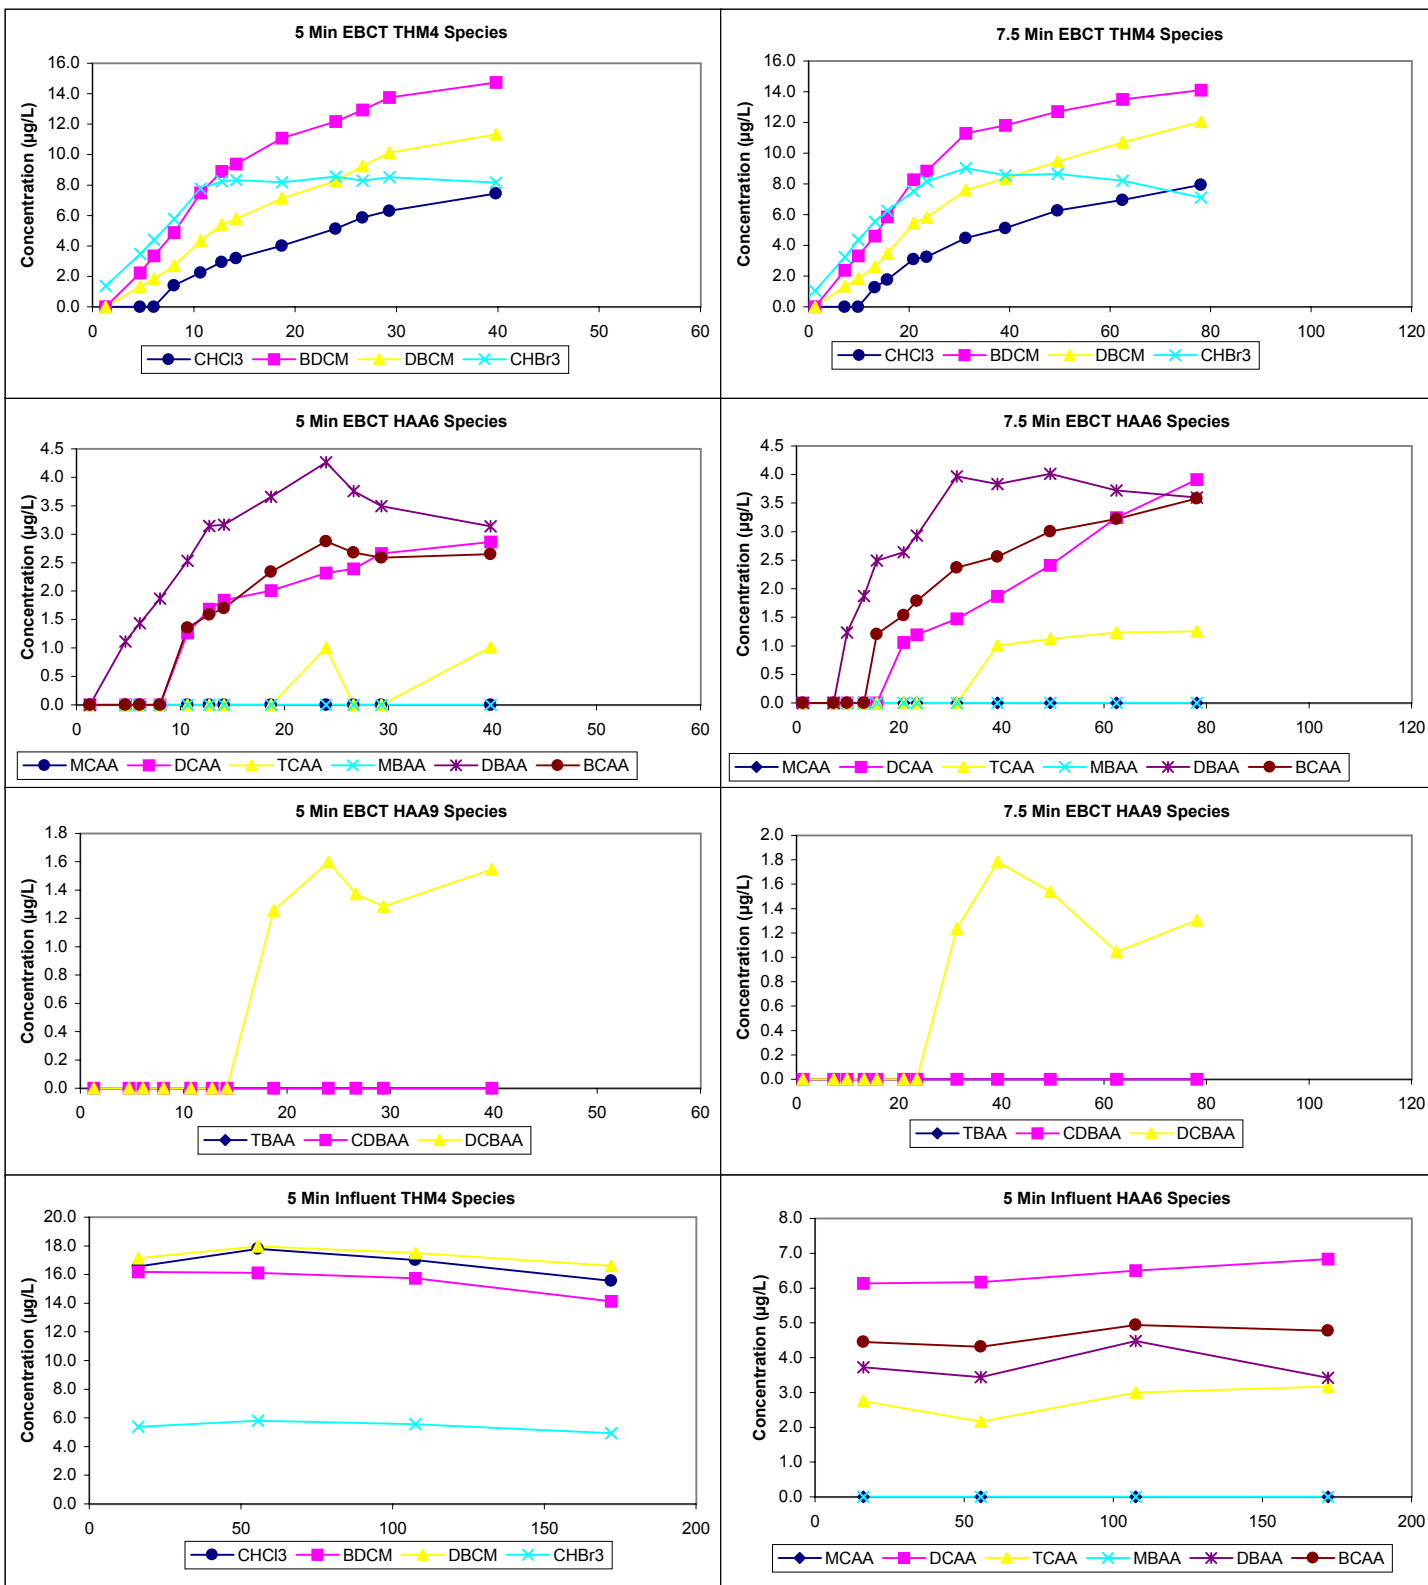 5 Min EBCT THM4 Species
Concentration (µg/L)
16.0
14.0
12.0
10.0
8.0
6.0
4.0
2.0
0.0
0 10 20 30 40 50 60
CHCl3 BDCM DBCM CHBr3
7.5 Min EBCT THM4 Species
Concentration (µg/L)
16.0
14.0
12.0
10.0
8.0
6.0
4.0
2.0
0.0
0 20 40 60 80 100 120
CHCl3 BDCM DBCM CHBr3
5 Min EBCT HAA6 Species
Concentration (µg/L)
4.5
4.0
3.5
3.0
2.5
2.0
1.5
1.0
0.5
0.0
0 10 20 30 40 50 60
MCAA DCAA TCAA MBAA DBAA BCAA
7.5 Min EBCT HAA6 Species
Concentration (µg/L)
4.5
4.0
3.5
3.0
2.5
2.0
1.5
1.0
0.5
0.0
0 20 40 60 80 100 120
MCAA DCAA TCAA MBAA DBAA BCAA
5 Min EBCT HAA9 Species
Concentration (µg/L)
1.8
1.6
1.4
1.2
1.0
0.8
0.6
0.4
0.2
0.0
0 10 20 30 40 50 60
TBAA CDBAA DCBAA
7.5 Min EBCT HAA9 Species
Concentration (µg/L)
2.0
1.8
1.6
1.4
1.2
1.0
0.8
0.6
0.4
0.2
0.0
0 20 40 60 80 100 120
TBAA CDBAA DCBAA
5 Min Influent THM4 Species
Concentration (µg/L)
20.0
18.0
16.0
14.0
12.0
10.0
8.0
6.0
4.0
2.0
0.0
0 50 100 150 200
CHCl3 BDCM DBCM CHBr3
5 Min Influent HAA6 Species
Concentration (µg/L)
8.0
7.0
6.0
5.0
4.0
3.0
2.0
1.0
0.0
0 50 100 150 200
MCAA DCAA TCAA MBAA DBAA BCAA